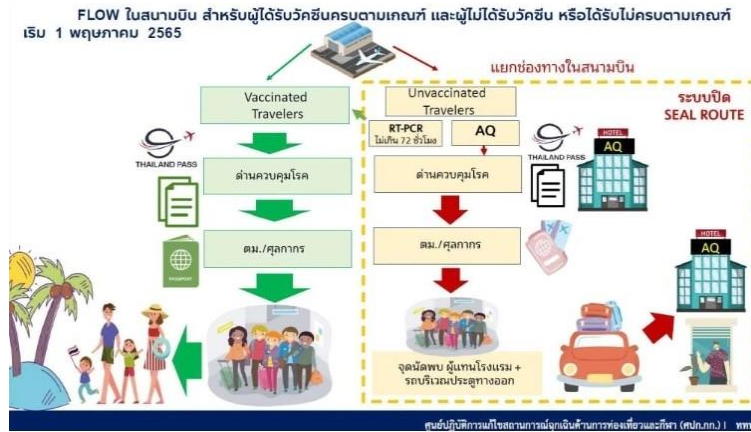 FLOW ในสนามบิน สำหรับผู้ได้รับวัคซีนครบตามเกณฑ์ และผู้ไม่ได้รับวัคซีน หรือได้รับไม่ครบตามเกณฑ์
เริ่ม 1 พฤษภาคม 2565
แยกช่องทางในสนามบิน
Vaccinated
Travelers
Unvaccinated
Travelers
ระบบปิด
SEAL ROUTE
RT-PCR
ไม่เกิน 72 ชั่วโมง
AQ
THAILAND PASS
THAILAND PASS
HOTEL
AQ
ด่านควบคุมโรค
ด่านควบคุมโรค
ตม./ศุลกากร
ตม./ศุลกากร
PASSPORT
HOTEL
AQ
จุดนัดพบ ผู้แทนโรงแรม +
รถบริเวณประตูทางออก
ศูนย์ปฏิบัติการแก้ไขสถานการณ์ฉุกเฉินด้านการท่องเที่ยวและกีฬา (ศปก.กก.) |